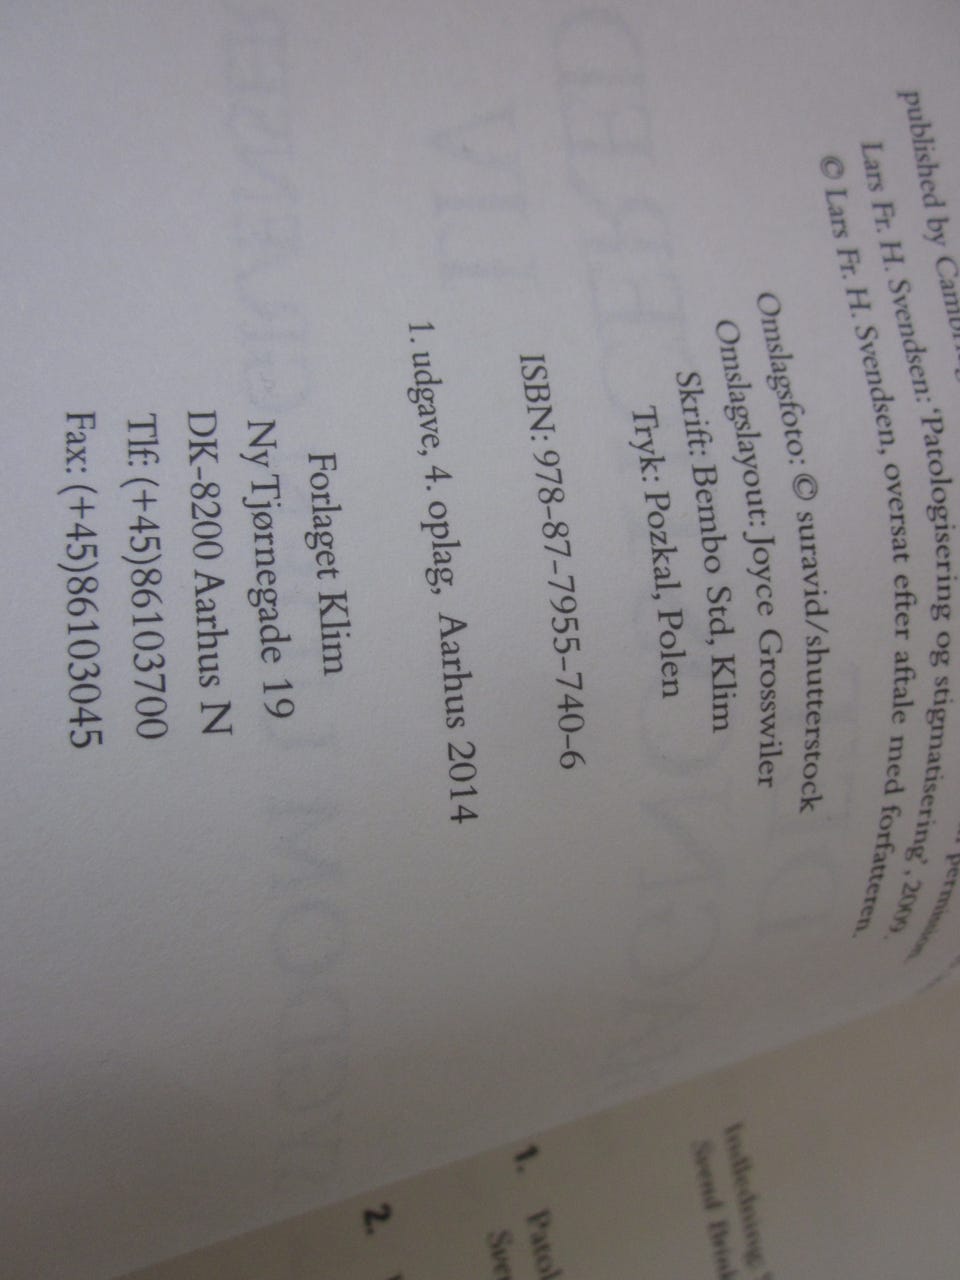 published by
permission
Lars Fr. H. Svendsen: 'Patologisering og stigmatisering', 2009.
© Lars Fr. H. Svendsen, oversat efter aftale med forfatteren.
Omslagsfoto: © suravid/shutterstock
Omslagslayout: Joyce Grosswiler
Skrift: Bembo Std, Klim
Tryk: Pozkal, Polen
ISBN: 978-87-7955-740-6
1. udgave, 4. oplag, Aarhus 2014
Forlaget Klim
Ny Tjørnegade 19
DK-8200 Aarhus N
Tlf: (+45)86103700
Fax: (+45)86103045
Indledning
Svend
1.
2.